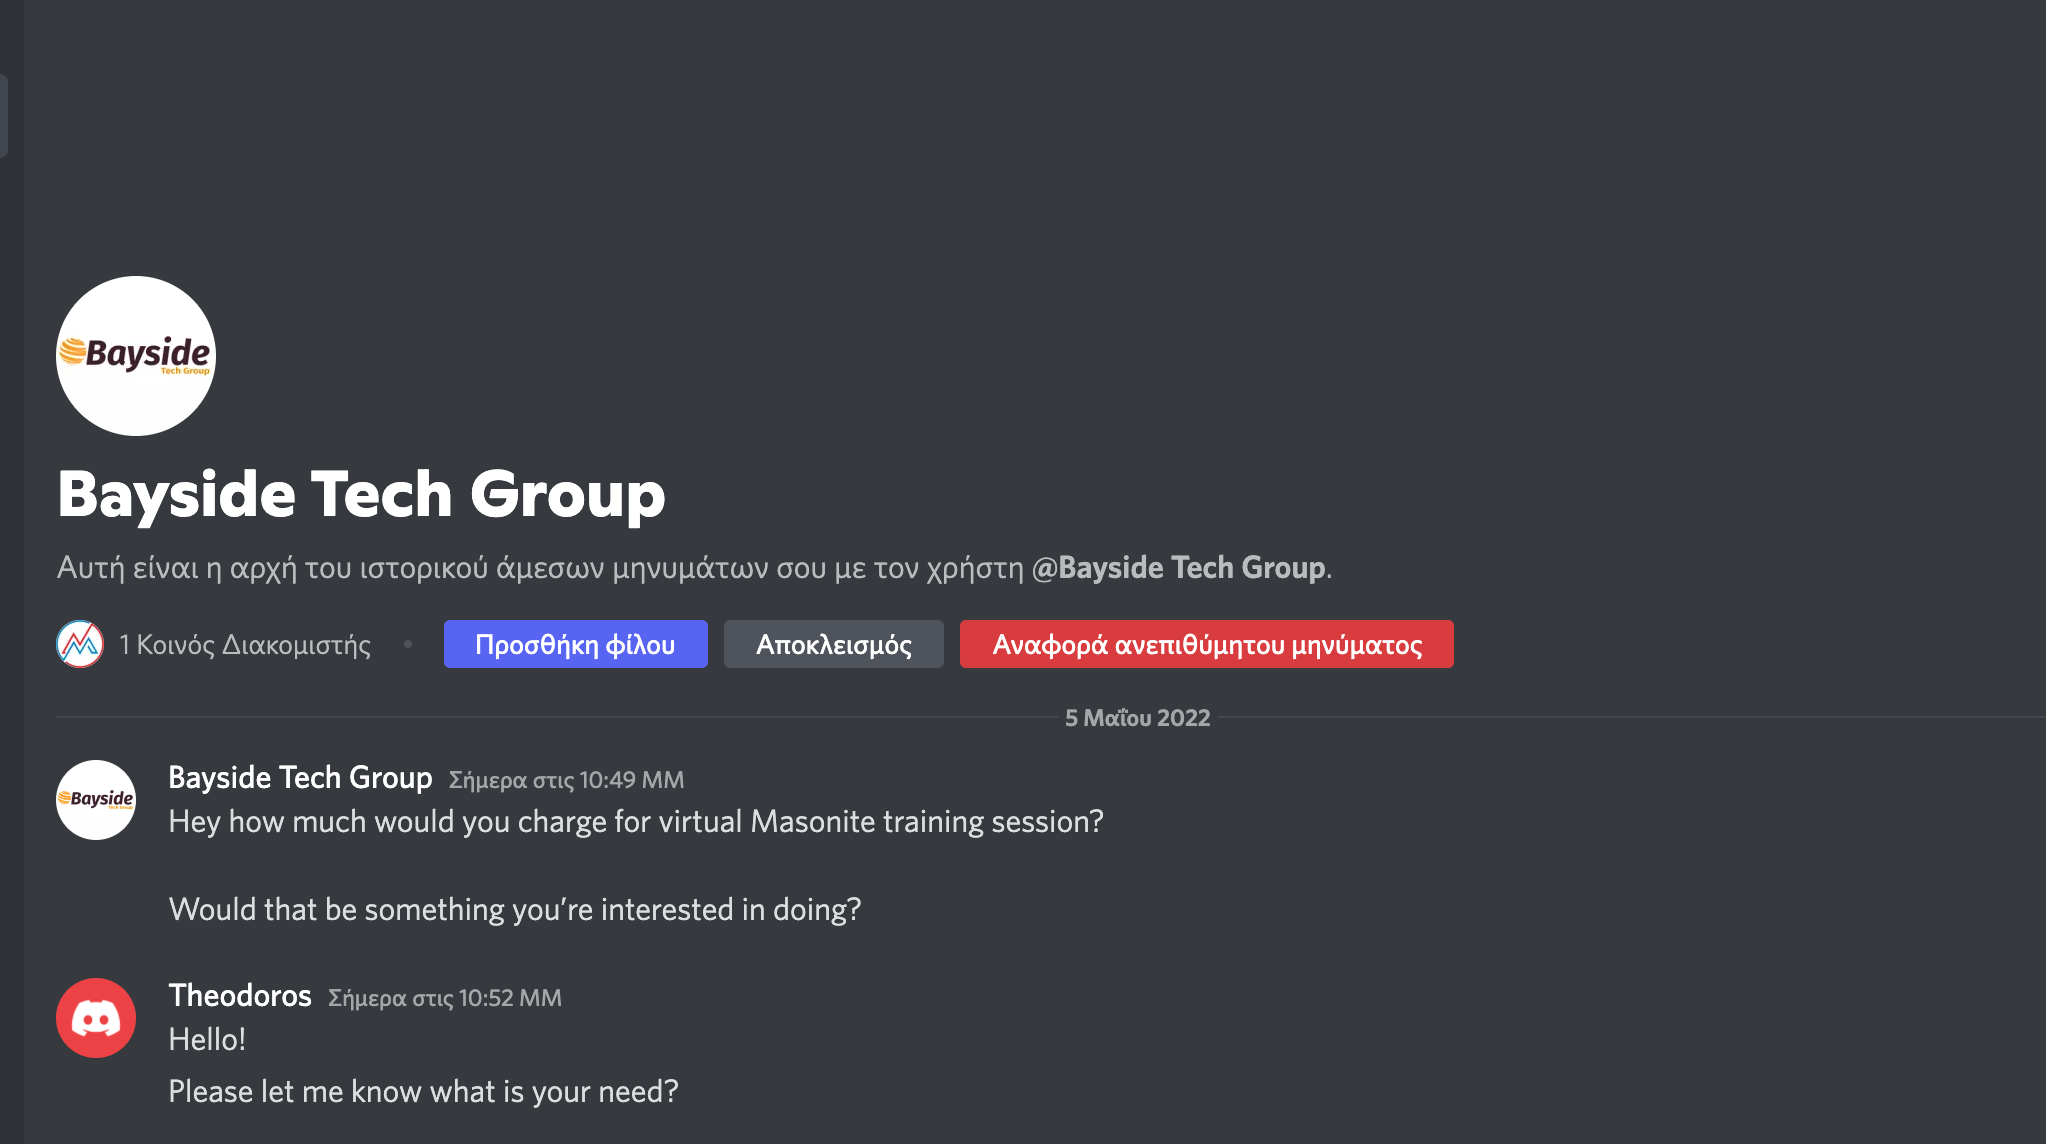 Bayside
Tech Group
Bayside Tech Group
Αυτή είναι η αρχή του ιστορικού άμεσων μηνυμάτων σου με τον χρήστη @Bayside Tech Group.
1 Κοινός Διακομιστής • Προσθήκη φίλου Αποκλεισμός Αναφορά ανεπιθύμητου μηνύματος
5 Μαΐου 2022
Bayside
Tech Group
Bayside Tech Group Σήμερα στις 10:49 ΜΜ
Hey how much would you charge for virtual Masonite training session?
Would that be something you’re interested in doing?
Theodoros Σήμερα στις 10:52 ΜΜ
Hello!
Please let me know what is your need?